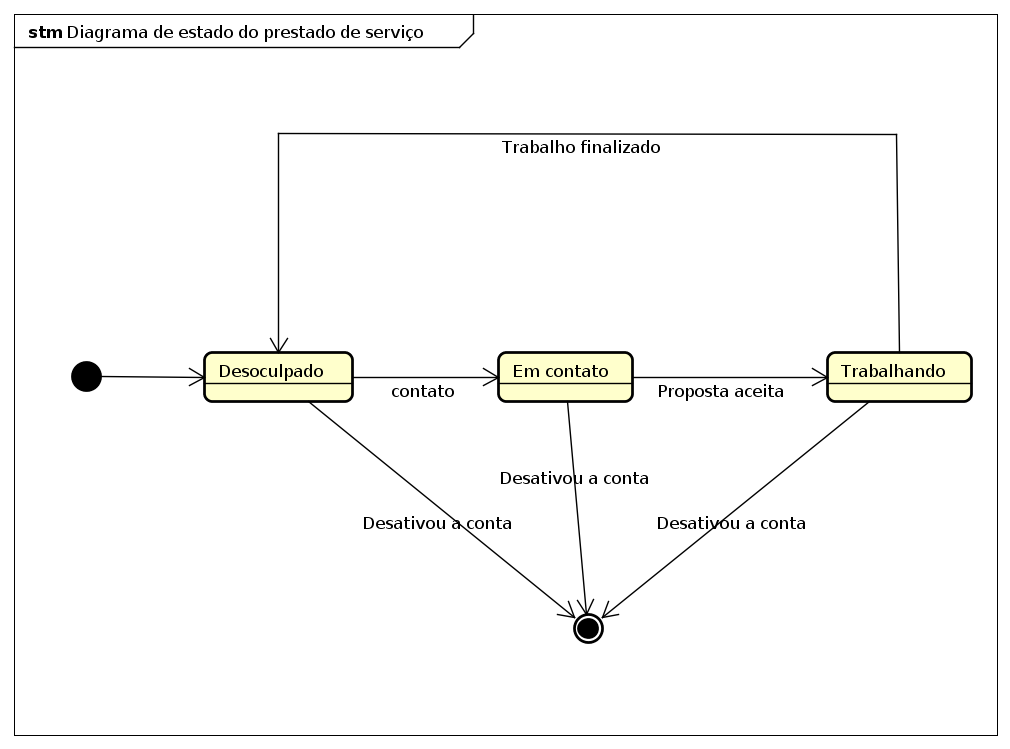 stm Diagrama de estado do prestado de serviço
Trabalho finalizado
Desoculpado
Em contato
Trabalhando
contato
Proposta aceita
Desativou a conta
Desativou a conta
Desativou a conta